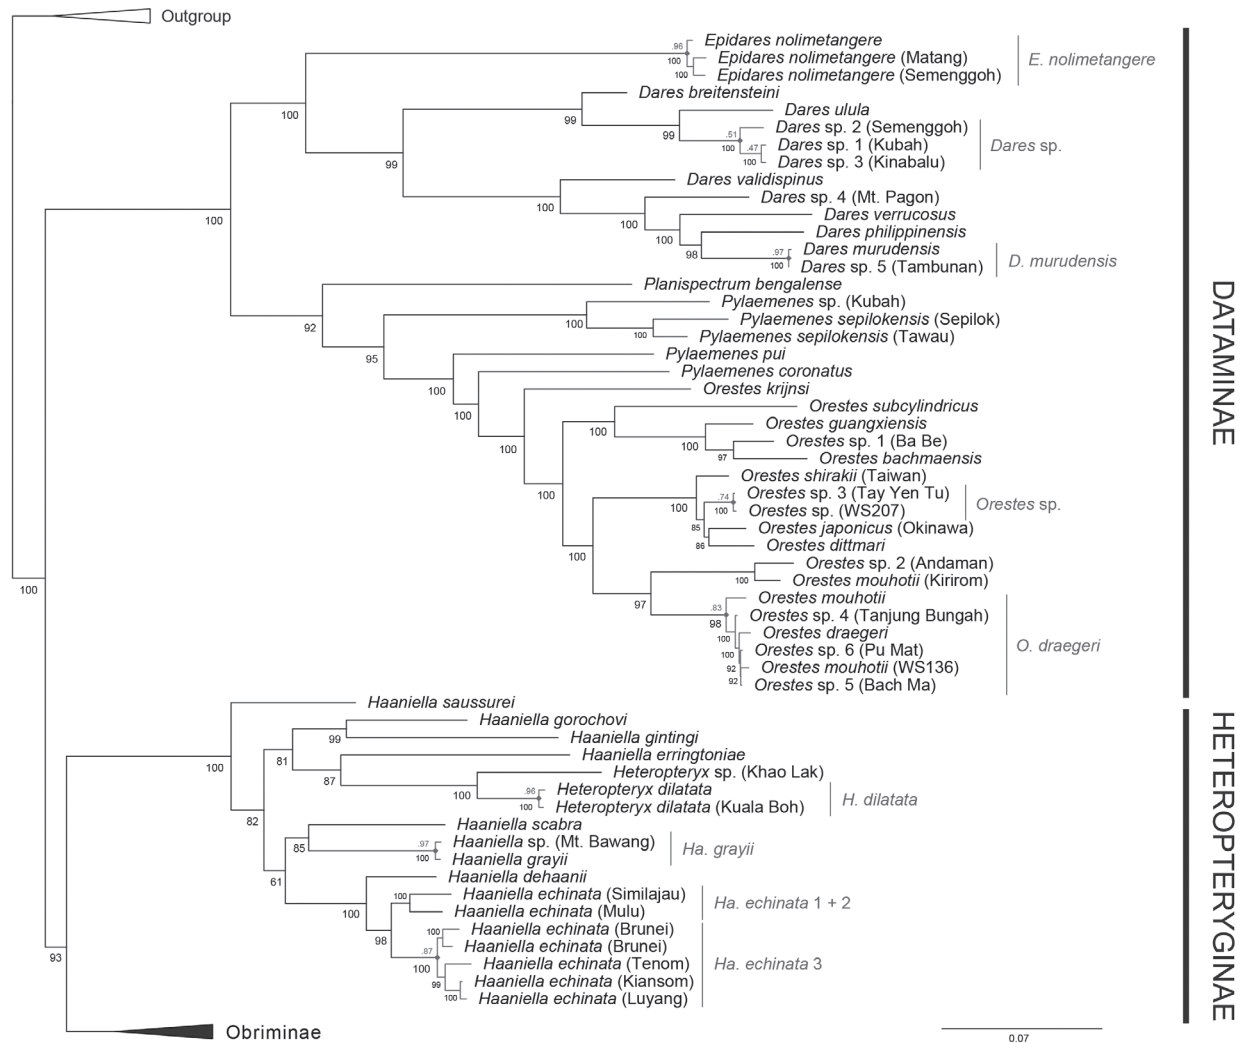 Outgroup
.96
100
Epidares nolimetangere
Epidares nolimetangere (Matang)
Epidares nolimetangere (Semenggoh)
100
E. nolimetangere
100
Dares breitensteini
99
Dares ulula
99
Dares sp. 2 (Semenggoh)
.51
100
Dares sp. 1 (Kubah)
.47
100
Dares sp. 3 (Kinabalu)
Dares sp.
99
Dares validispinus
100
Dares sp. 4 (Mt. Pagon)
100
Dares verrucosus
100
Dares philippinensis
98
Dares murudensis
.97
100
Dares sp. 5 (Tambunan)
D. murudensis
100
Planispectrum bengalense
92
Pylaemenes sp. (Kubah)
100
Pylaemenes sepilokensis (Sepilok)
100
Pylaemenes sepilokensis (Tawau)
95
Pylaemenes pui
100
Pylaemenes coronatus
100
Orestes krijnsi
100
Orestes subcylindricus
100
Orestes guangxiensis
100
Orestes sp. 1 (Ba Be)
97
Orestes bachmaensis
100
Orestes shirakii (Taiwan)
100
Orestes sp. 3 (Tay Yen Tu)
.74
100
Orestes sp. (WS207)
Orestes sp.
85
Orestes japonicus (Okinawa)
86
Orestes dittmari
100
Orestes sp. 2 (Andaman)
100
Orestes mouhotii (Kirirom)
97
Orestes mouhotii
.83
98
Orestes sp. 4 (Tanjung Bungah)
100
Orestes draegeri
100
Orestes sp. 6 (Pu Mat)
92
Orestes mouhotii (WS136)
92
Orestes sp. 5 (Bach Ma)
O. draegeri
DATAMINAE
100
Haaniella saussurei
100
Haaniella gorochovi
99
Haaniella gintingi
81
Haaniella erringtoniae
87
Heteropteryx sp. (Khao Lak)
100
Heteropteryx dilatata
.96
100
Heteropteryx dilatata (Kuala Boh)
H. dilatata
82
Haaniella scabra
85
Haaniella sp. (Mt. Bawang)
.97
100
Haaniella grayii
Ha. grayii
61
Haaniella dehaanii
100
Haaniella echinata (Similajau)
100
Haaniella echinata (Mulu)
Ha. echinata 1 + 2
98
Haaniella echinata (Brunei)
100
Haaniella echinata (Brunei)
.87
100
Haaniella echinata (Tenom)
99
Haaniella echinata (Kiansom)
100
Haaniella echinata (Luyang)
Ha. echinata 3
HETEROPTERYGINAE
93
Obriminae
0.07